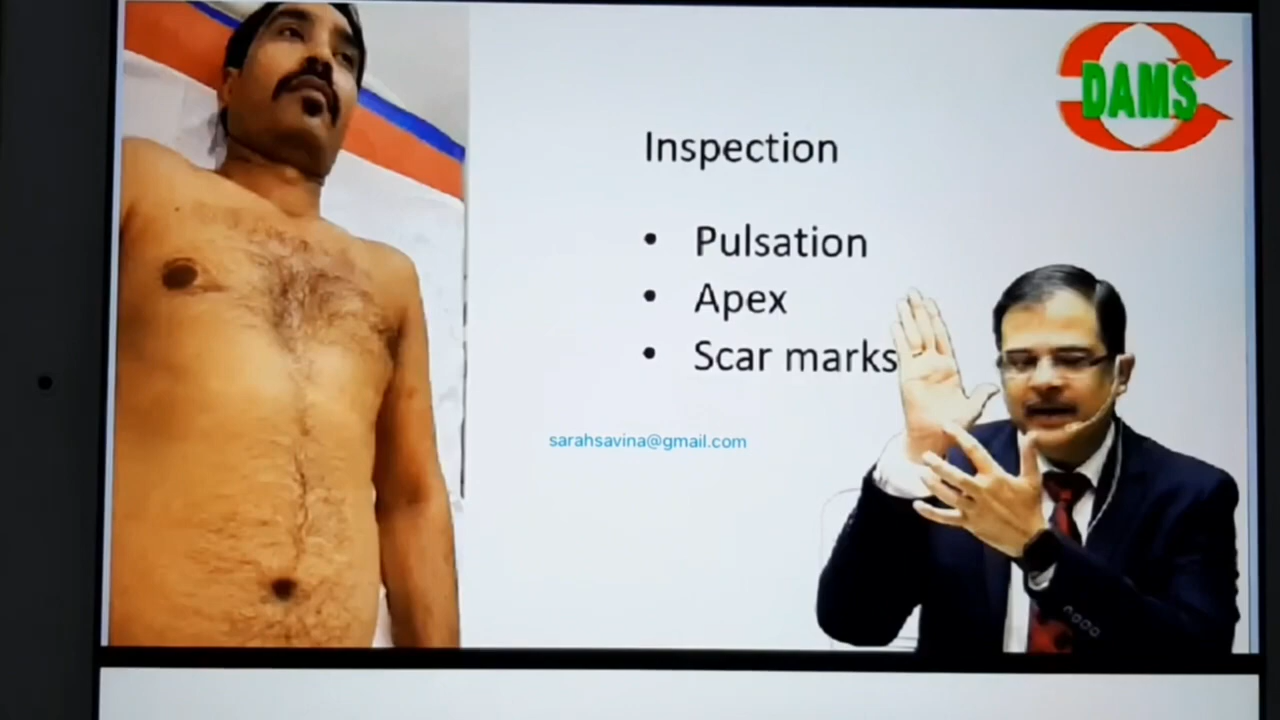 DAMS
Inspection
• Pulsation
• Apex
• Scar marks
sarahsavina@gmail.com